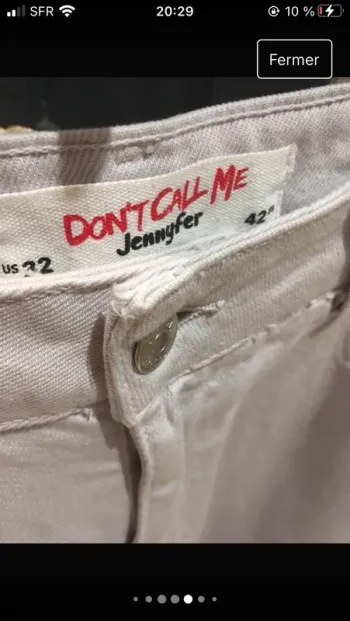 SFR 20:29 10 %
Fermer
DON'T CALL ME
Jennyfer
US 32 42"